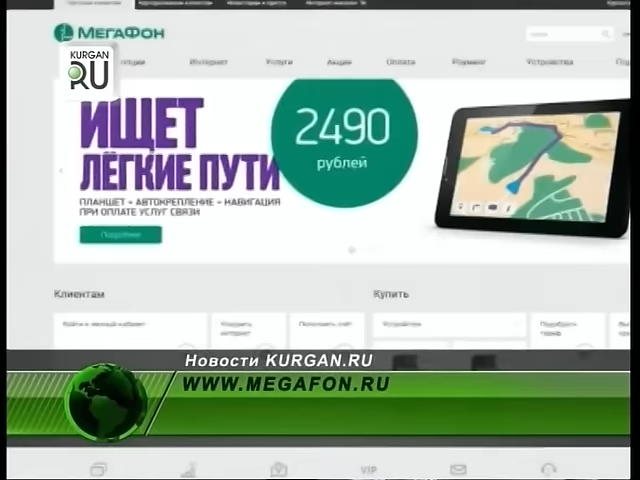 МЕГАФОН
KURGAN
RU
Интернет
Услуги
Акции
Оплата
Роуминг
Устройства
ИЩЕТ
ЛЁГКИЕ ПУТИ
2490
рублей
ПЛАНШЕТ + АВТОКРЕПЛЕНИЕ + НАВИГАЦИЯ
ПРИ ОПЛАТЕ УСЛУГ СВЯЗИ
Подробнее
Клиентам
Купить
Устройства
Новости KURGAN.RU
WWW.MEGAFON.RU
VIP